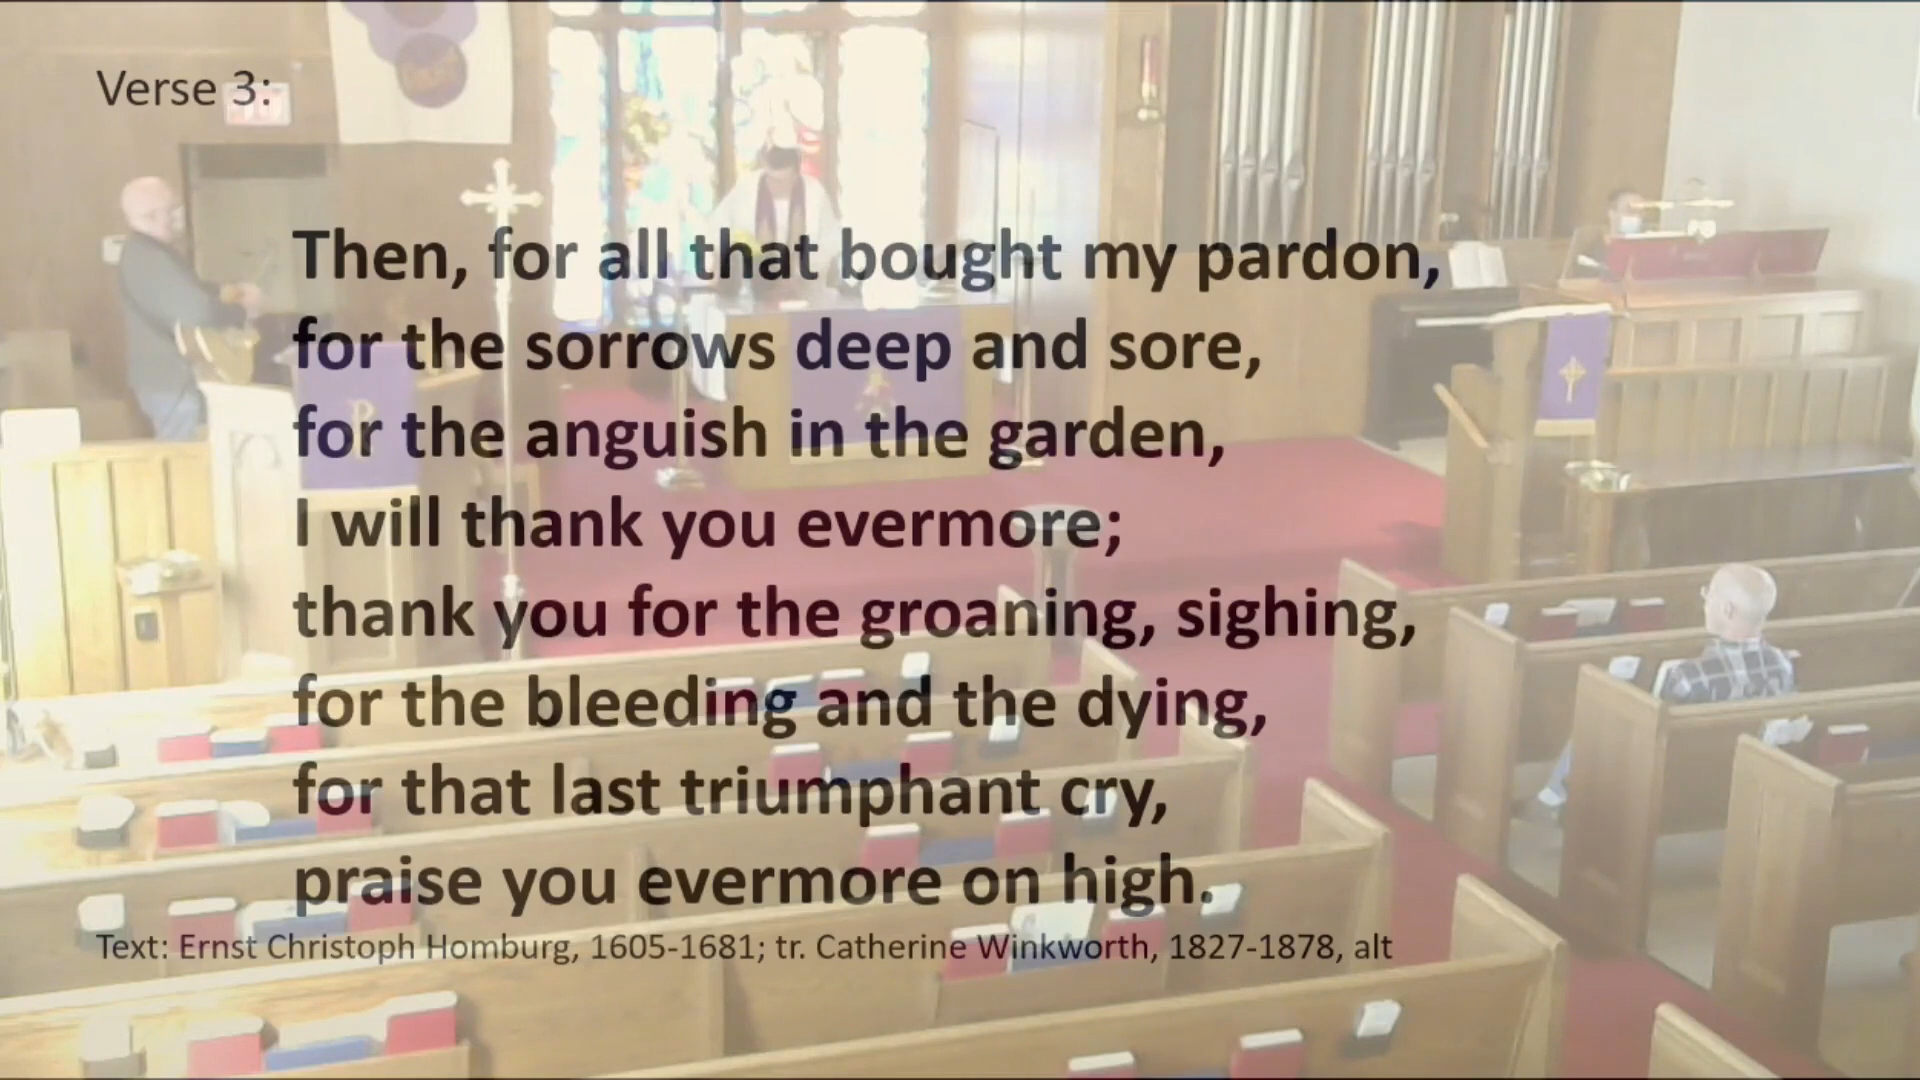 Verse 3:
Then, for all that bought my pardon,
for the sorrows deep and sore,
for the anguish in the garden,
I will thank you evermore;
thank you for the groaning, sighing,
for the bleeding and the dying,
for that last triumphant cry,
praise you evermore on high.
Text: Ernst Christoph Homburg, 1605-1681; tr. Catherine Winkworth, 1827-1878, alt